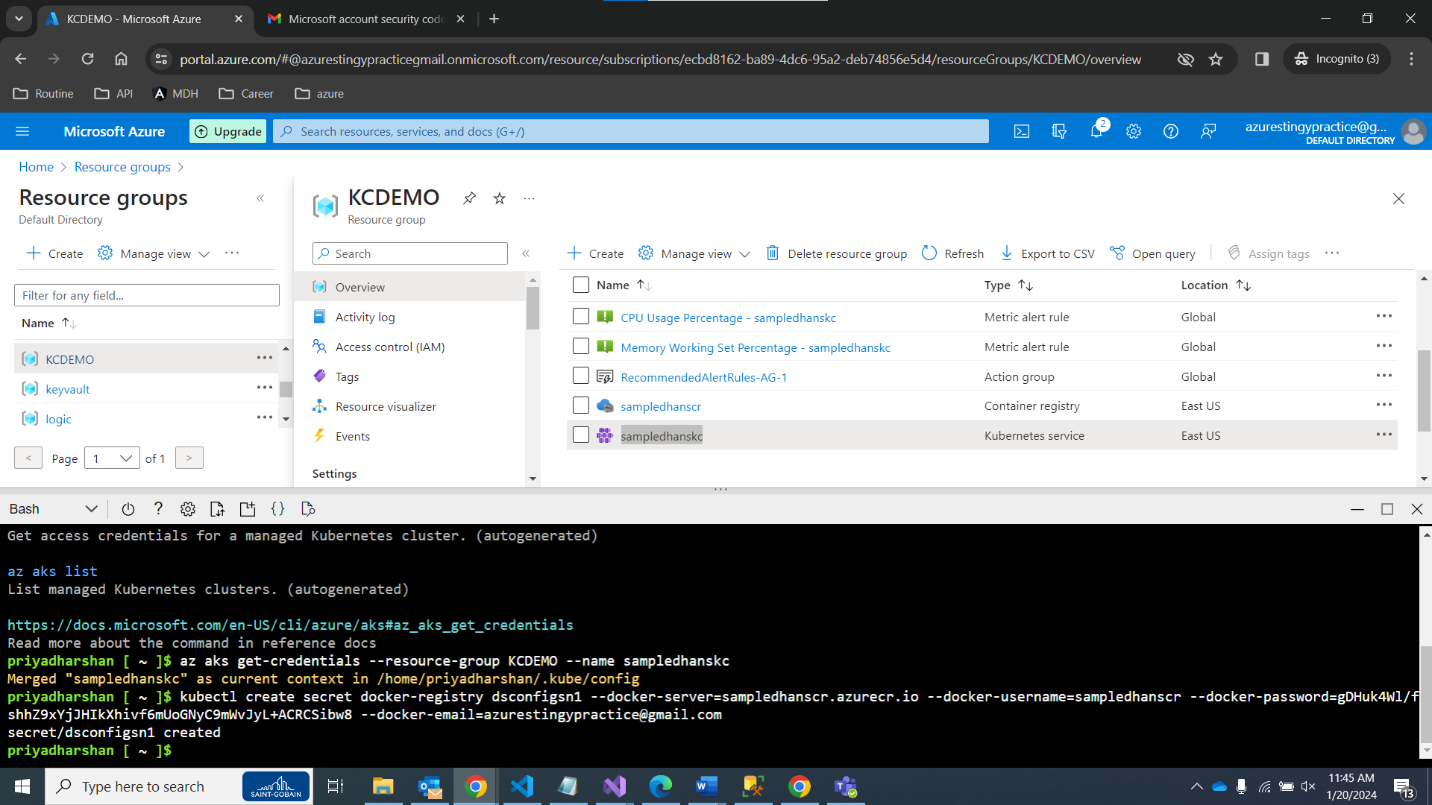 KCDEMO - Microsoft Azure
Microsoft account security code
portal.azure.com/#@azurestingypracticegmail.onmicrosoft.com/resource/subscriptions/ecbd8162-ba89-4dc6-95a2-deb74856e5d4/resourceGroups/KCDEMO/overview
Incognito (3)
Routine
API
MDH
Career
azure
Microsoft Azure
Upgrade
Search resources, services, and docs (G+/)
2
azurestingypractice@g...
DEFAULT DIRECTORY
Home > Resource groups >
Resource groups
Default Directory
Create
Manage view
Filter for any field...
Name
KCDEMO
keyvault
logic
< Page 1 of 1 >
KCDEMO
Resource group
Search
Overview
Activity log
Access control (IAM)
Tags
Resource visualizer
Events
Settings
Create
Manage view
Delete resource group
Refresh
Export to CSV
Open query
Assign tags
Name Type Location
CPU Usage Percentage - sampledhanskc Metric alert rule Global
Memory Working Set Percentage - sampledhanskc Metric alert rule Global
RecommendedAlertRules-AG-1 Action group Global
sampledhanscr Container registry East US
sampledhanskc Kubernetes service East US
Bash
Get access credentials for a managed Kubernetes cluster. (autogenerated)
az aks list
List managed Kubernetes clusters. (autogenerated)
https://docs.microsoft.com/en-US/cli/azure/aks#az_aks_get_credentials
Read more about the command in reference docs
priyadharshan [ ~ ]$ az aks get-credentials --resource-group KCDEMO --name sampledhanskc
Merged "sampledhanskc" as current context in /home/priyadharshan/.kube/config
priyadharshan [ ~ ]$ kubectl create secret docker-registry dsconfigsn1 --docker-server=sampledhanscr.azurecr.io --docker-username=sampledhanscr --docker-password=gDHuk4Wl/f
shhZ9xYjJHIkXhivf6mUoGNyC9mWvJyL+ACRCSibw8 --docker-email=azurestingypractice@gmail.com
secret/dsconfigsn1 created
priyadharshan [ ~ ]$
Type here to search
SAINT-GOBAIN
11:45 AM
1/20/2024
13